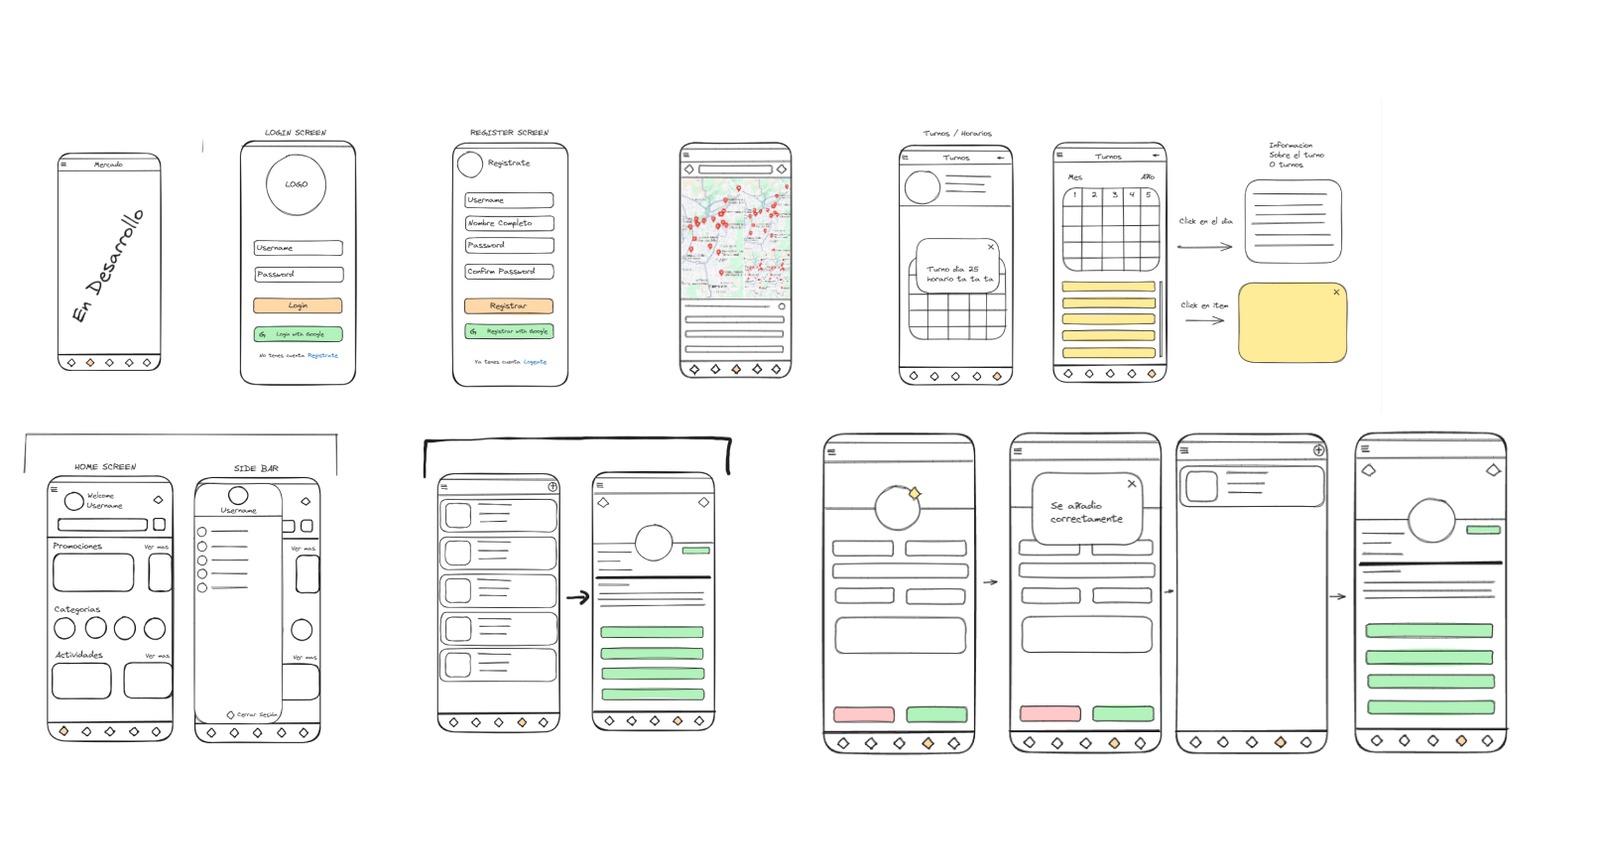 Mercado
En Desarrollo
LOGIN SCREEN
LOGO
Username
Password
Login
G Login with Google
No tenes cuenta Registrate
REGISTER SCREEN
Registrate
Username
Nombre Completo
Password
Confirm Password
Registrar
G Registrar with Google
Ya tenes cuenta Logeate
Turnos / Horarios
Turnos
Turno dia 25
horario ta ta ta
Turnos
Mes Año
1 2 3 4 5
Click en el dia
Click en item
Informacion
Sobre el turno
O turnos
HOME SCREEN
Welcome
Username
Promociones Ver mas
Categorias
Actividades Ver mas
SIDE BAR
Username
Ver mas
Ver mas
Cerrar Sesión
Se añadio
correctamente